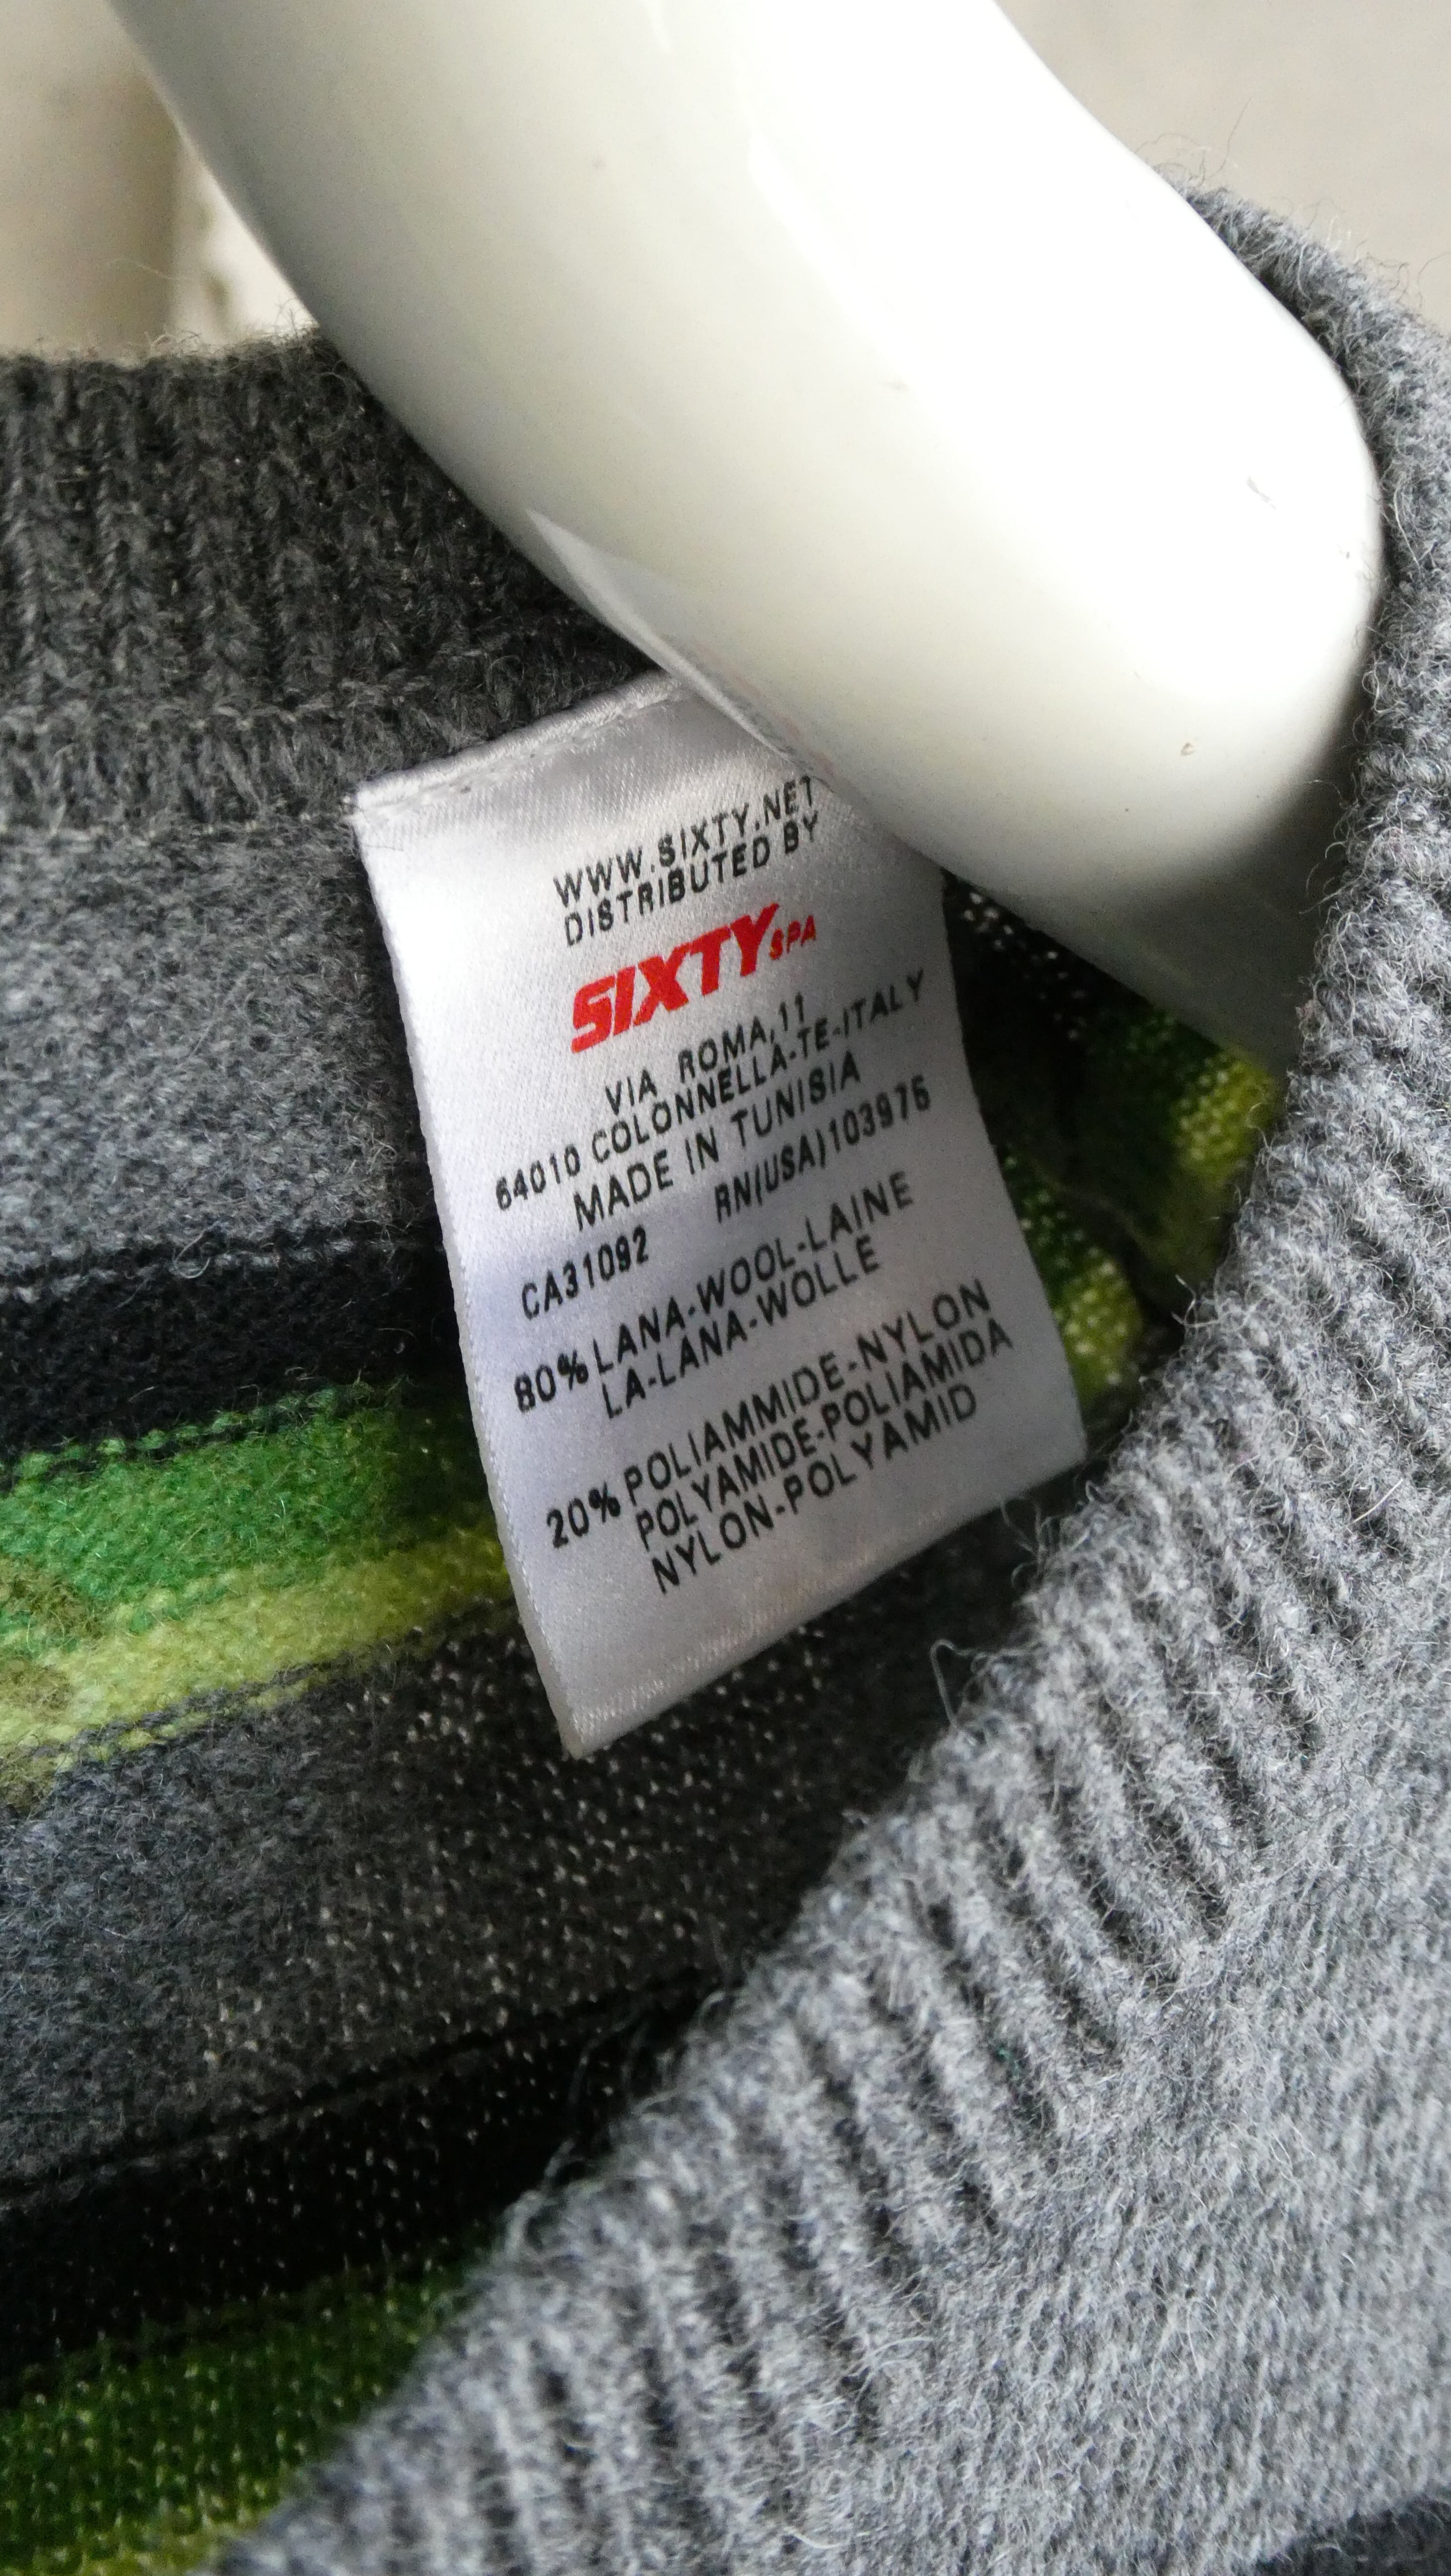 WWW.SIXTY.NET
DISTRIBUTED BY
SIXTY SPA
VIA ROMA,11
64010 COLONNELLA-TE-ITALY
MADE IN TUNISIA
CA31092 RN(USA)103975
80% LANA-WOOL-LAINE
LA-LANA-WOLLE
20% POLIAMMIDE-NYLON
POLYAMIDE-POLIAMIDA
NYLON-POLYAMID